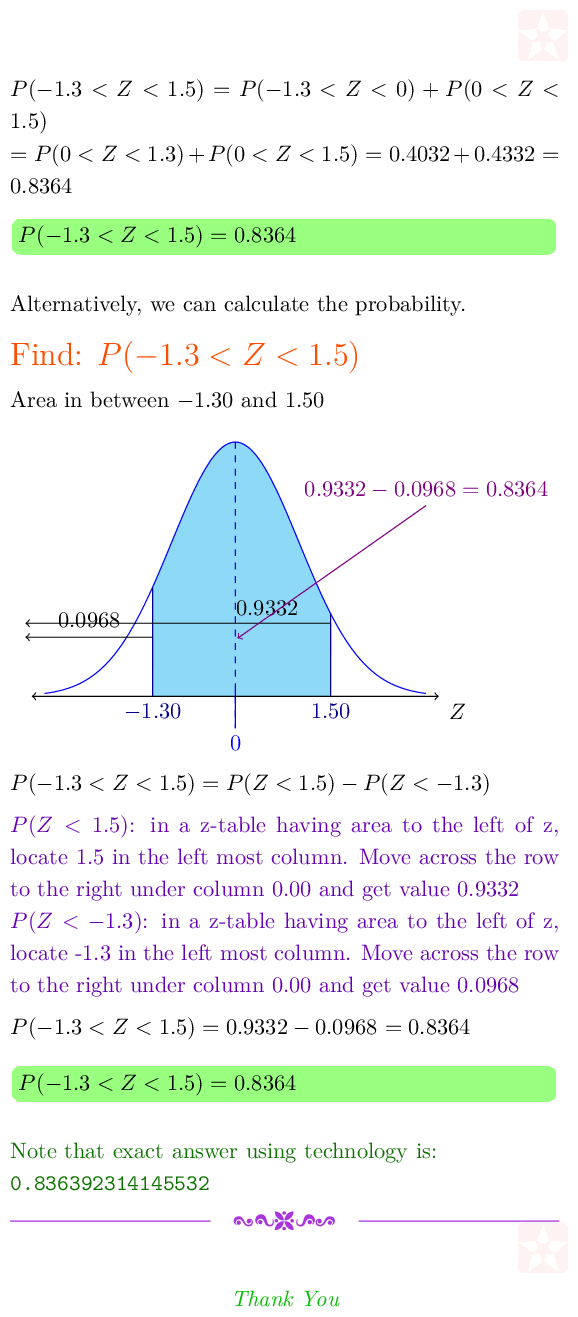 P(−1.3 < Z < 1.5) = P(−1.3 < Z < 0) + P(0 < Z <
1.5)
= P(0 < Z < 1.3)+P(0 < Z < 1.5) = 0.4032+0.4332 =
0.8364
P(−1.3 < Z < 1.5) = 0.8364
Alternatively, we can calculate the probability.
Find: P(−1.3 < Z < 1.5)
Area in between −1.30 and 1.50
0.9332 − 0.0968 = 0.8364
0.9332
0.0968
−1.30
1.50
Z
0
P(−1.3 < Z < 1.5) = P(Z < 1.5) − P(Z < −1.3)
P(Z < 1.5): in a z-table having area to the left of z,
locate 1.5 in the left most column. Move across the row
to the right under column 0.00 and get value 0.9332
P(Z < −1.3): in a z-table having area to the left of z,
locate -1.3 in the left most column. Move across the row
to the right under column 0.00 and get value 0.0968
P(−1.3 < Z < 1.5) = 0.9332 − 0.0968 = 0.8364
P(−1.3 < Z < 1.5) = 0.8364
Note that exact answer using technology is:
0.836392314145532
Thank You